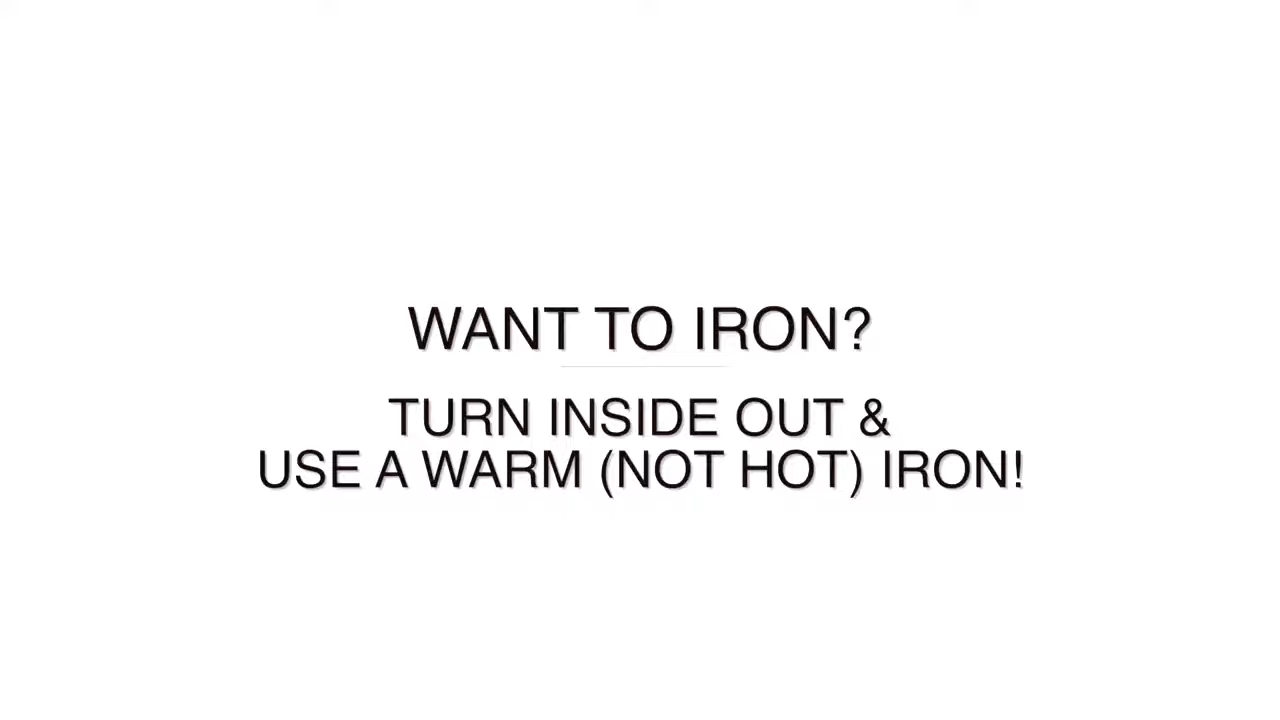 WANT TO IRON?
TURN INSIDE OUT &
USE A WARM (NOT HOT) IRON!